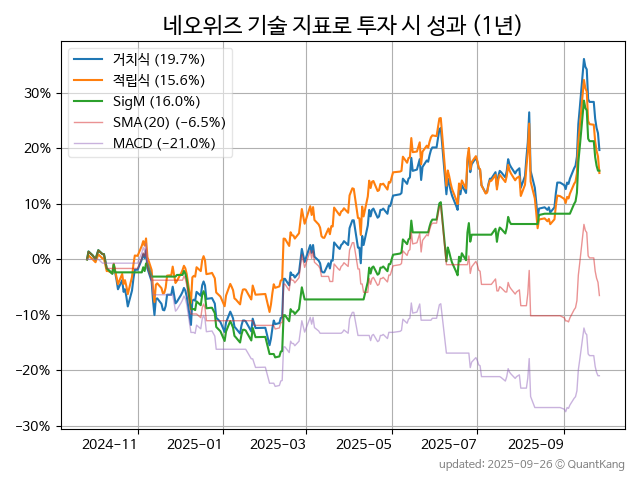 네오위즈 기술 지표로 투자 시 성과 (1년)
거치식 (19.7%)
적립식 (15.6%)
SigM (16.0%)
SMA(20) (−6.5%)
MACD (−21.0%)
30%
20%
10%
0%
−10%
−20%
−30%
2024-11
2025-01
2025-03
2025-05
2025-07
2025-09
updated: 2025-09-26 © QuantKang